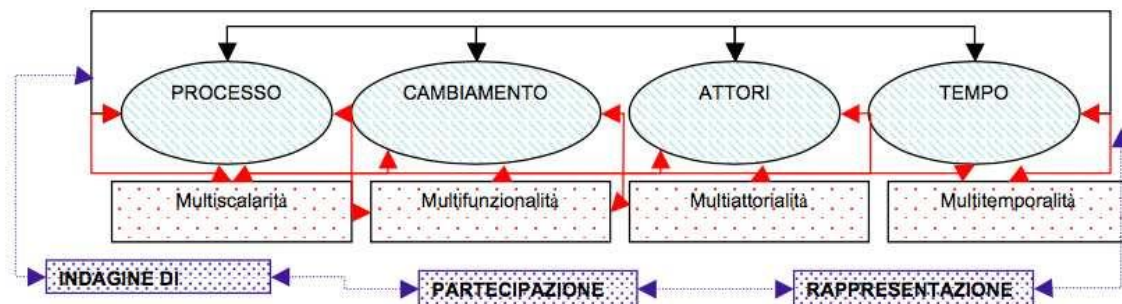 PROCESSO CAMBIAMENTO ATTORI TEMPO
Multiscalarità Multifunzionalità Multiattorialità Multitemporalità
INDAGINE DI PARTECIPAZIONE RAPPRESENTAZIONE